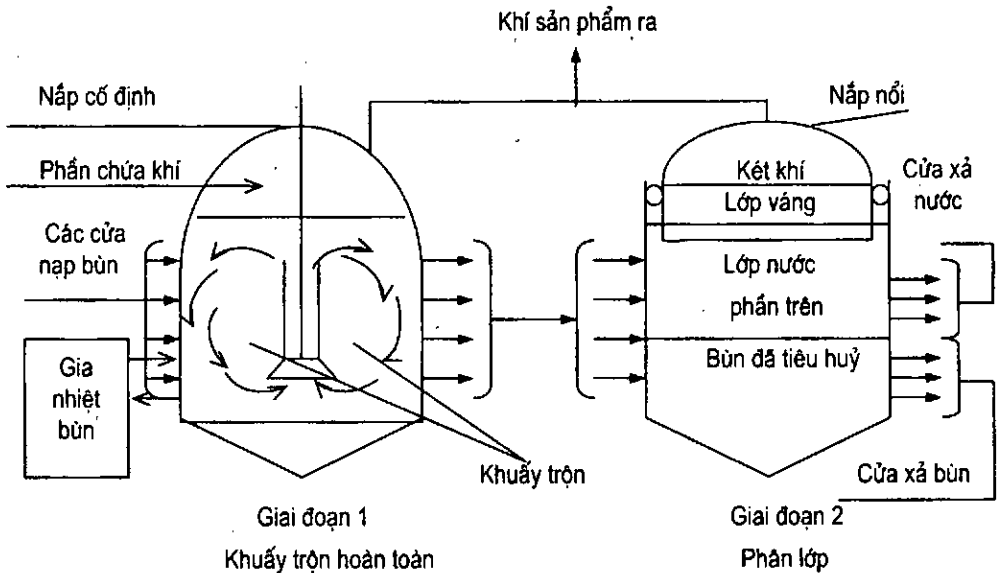 Khí sản phẩm ra
Nắp cố định
Nắp nổi
Phần chứa khí
Két khí
Cửa xả
nước
Lớp váng
Các cửa
nạp bùn
Lớp nước
phần trên
Gia
nhiệt
bùn
Bùn đã tiêu huỷ
Khuấy trộn
Cửa xả bùn
Giai đoạn 1
Khuấy trộn hoàn toàn
Giai đoạn 2
Phân lớp